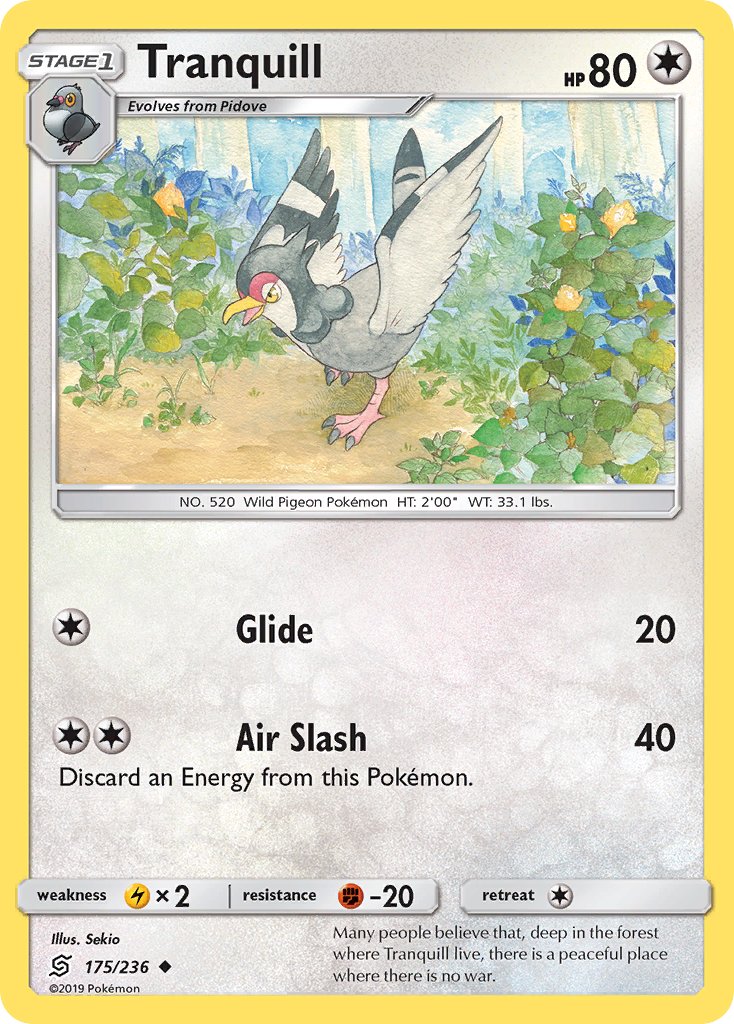 STAGE1
Tranquill
HP80
Evolves from Pidove
NO. 520 Wild Pigeon Pokémon HT: 2'00" WT: 33.1 lbs.
Glide 20
Air Slash 40
Discard an Energy from this Pokémon.
weakness ×2 resistance -20 retreat
Illus. Sekio
175/236
©2019 Pokémon
Many people believe that, deep in the forest
where Tranquill live, there is a peaceful place
where there is no war.